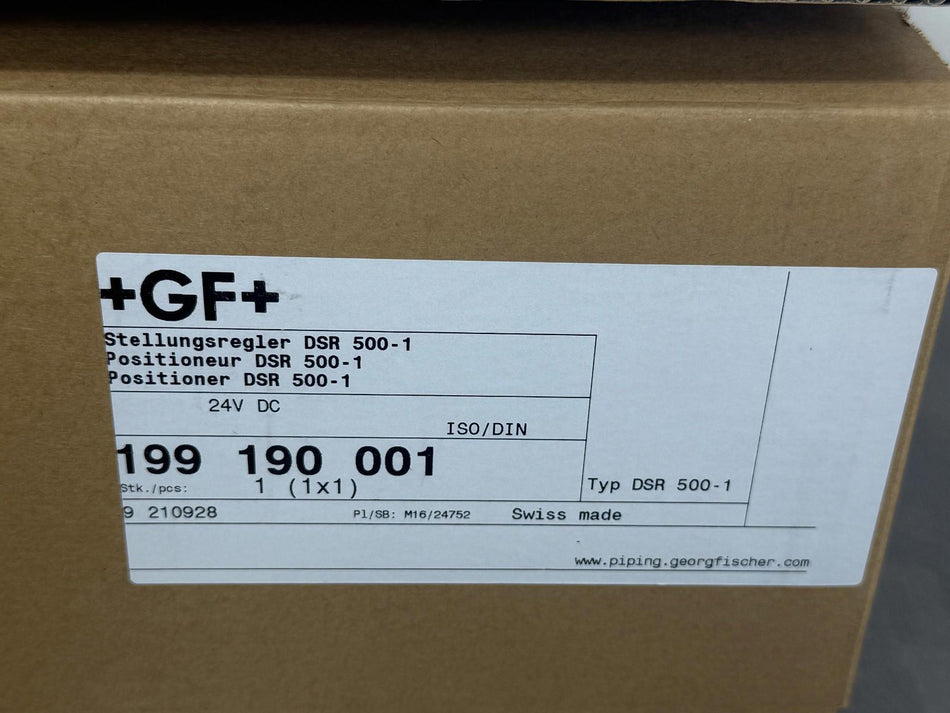 +GF+
Stellungsregler DSR 500-1
Positioneur DSR 500-1
Positioner DSR 500-1
24V DC
ISO/DIN
199 190 001
Stk./pcs: 1 (1x1)
Typ DSR 500-1
9 210928 Pl/SB: M16/24752 Swiss made
www.piping.georgfischer.com